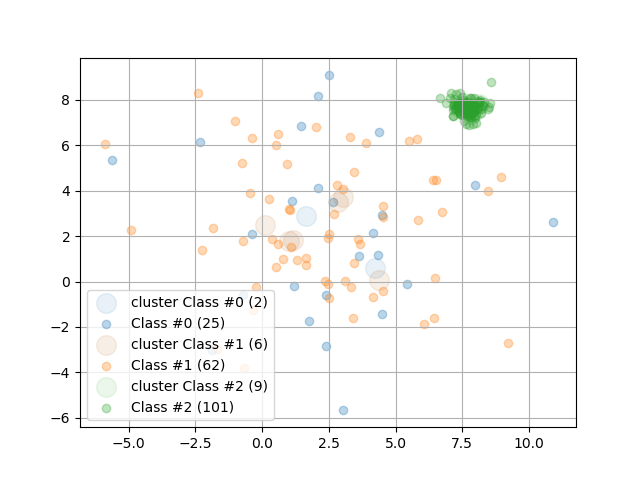 8
6
4
2
0
−2
−4
−6
−5.0 −2.5 0.0 2.5 5.0 7.5 10.0
cluster Class #0 (2)
Class #0 (25)
cluster Class #1 (6)
Class #1 (62)
cluster Class #2 (9)
Class #2 (101)